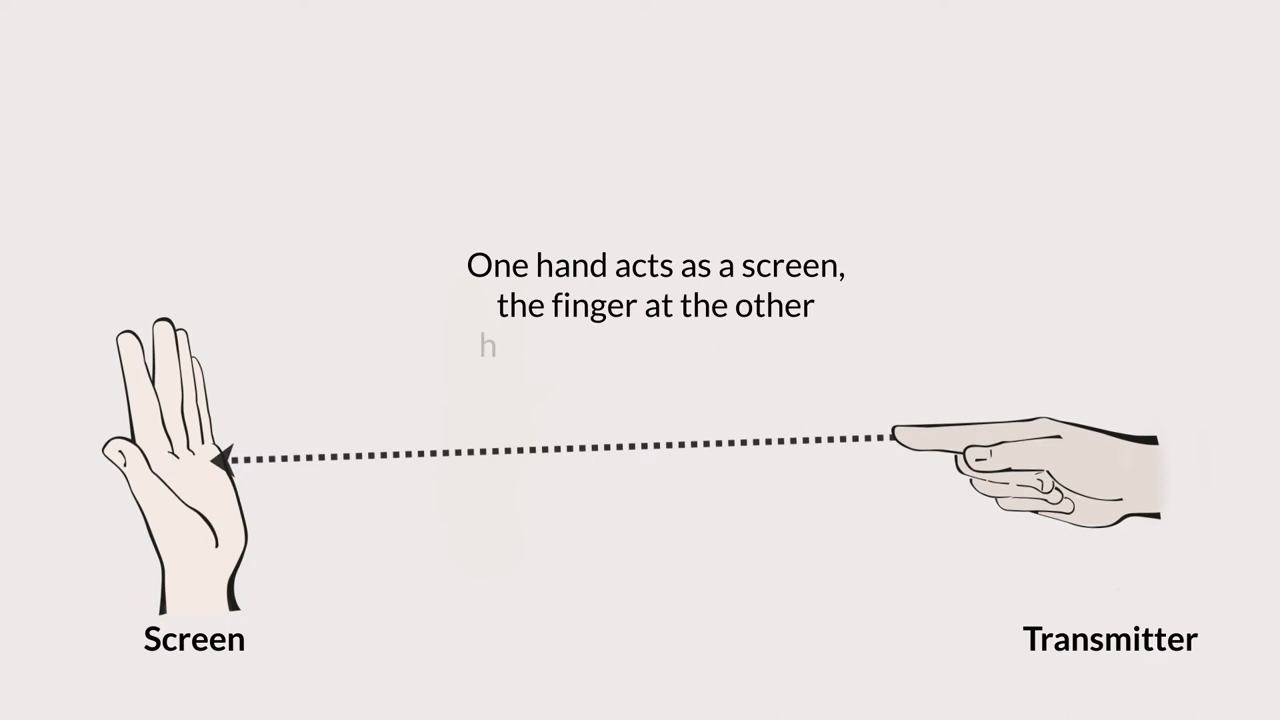 One hand acts as a screen,
the finger at the other
h
Screen
Transmitter